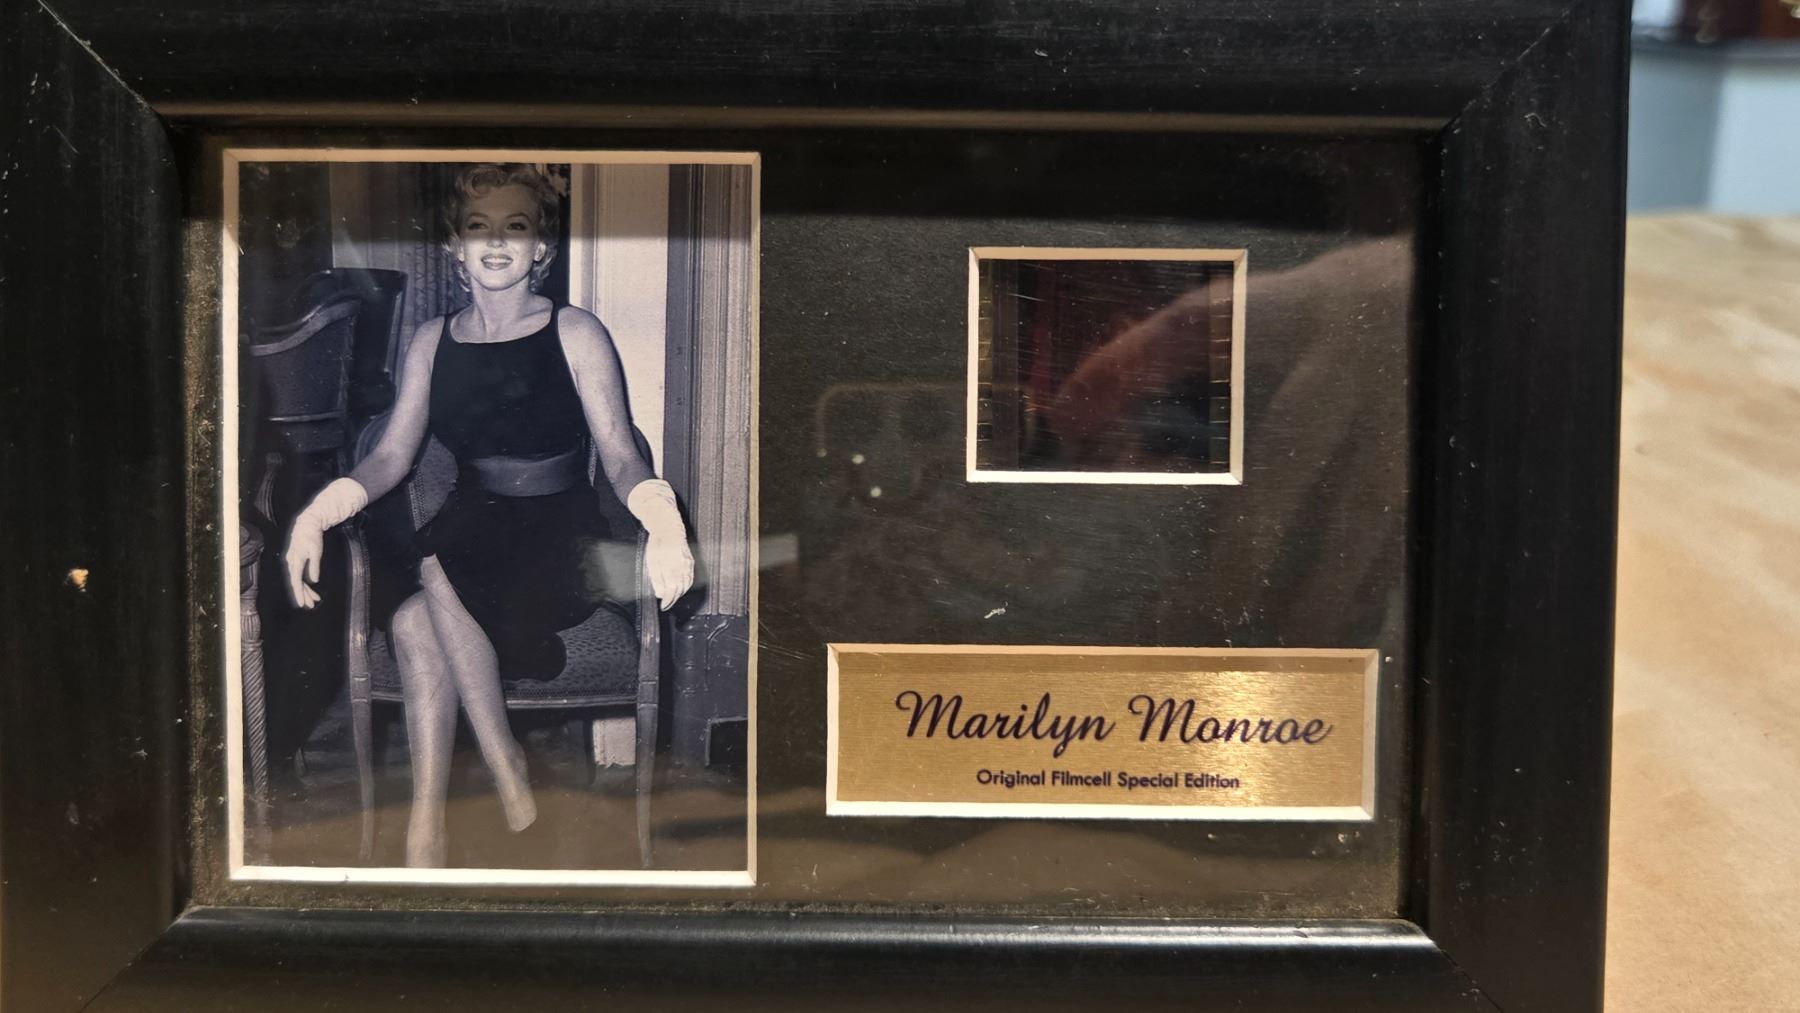 Marilyn Monroe
Original Filmcell Special Edition